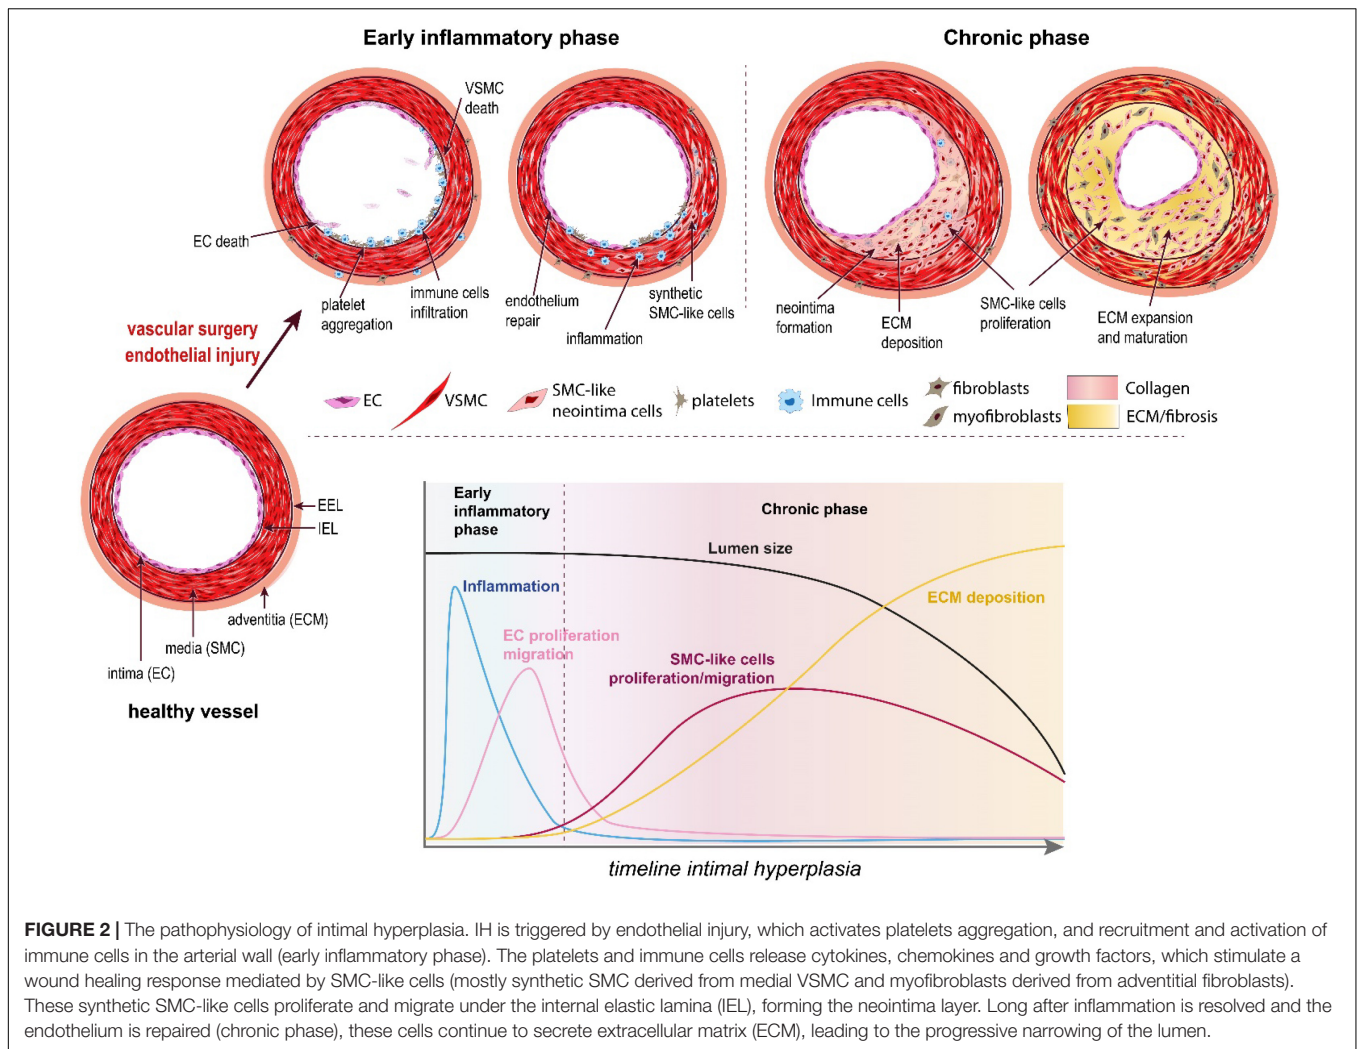 Early inflammatory phase
Chronic phase
VSMC
death
EC death
platelet
aggregation
immune cells
infiltration
endothelium
repair
inflammation
synthetic
SMC-like cells
neointima
formation
ECM
deposition
SMC-like cells
proliferation
ECM expansion
and maturation
vascular surgery
endothelial injury
EC
VSMC
SMC-like
neointima cells
platelets
Immune cells
fibroblasts
myofibroblasts
Collagen
ECM/fibrosis
EEL
IEL
adventitia (ECM)
media (SMC)
intima (EC)
healthy vessel
Early
inflammatory
phase
Chronic phase
Lumen size
Inflammation
ECM deposition
EC proliferation
migration
SMC-like cells
proliferation/migration
timeline intimal hyperplasia
FIGURE 2 | The pathophysiology of intimal hyperplasia. IH is triggered by endothelial injury, which activates platelets aggregation, and recruitment and activation of
immune cells in the arterial wall (early inflammatory phase). The platelets and immune cells release cytokines, chemokines and growth factors, which stimulate a
wound healing response mediated by SMC-like cells (mostly synthetic SMC derived from medial VSMC and myofibroblasts derived from adventitial fibroblasts).
These synthetic SMC-like cells proliferate and migrate under the internal elastic lamina (IEL), forming the neointima layer. Long after inflammation is resolved and the
endothelium is repaired (chronic phase), these cells continue to secrete extracellular matrix (ECM), leading to the progressive narrowing of the lumen.